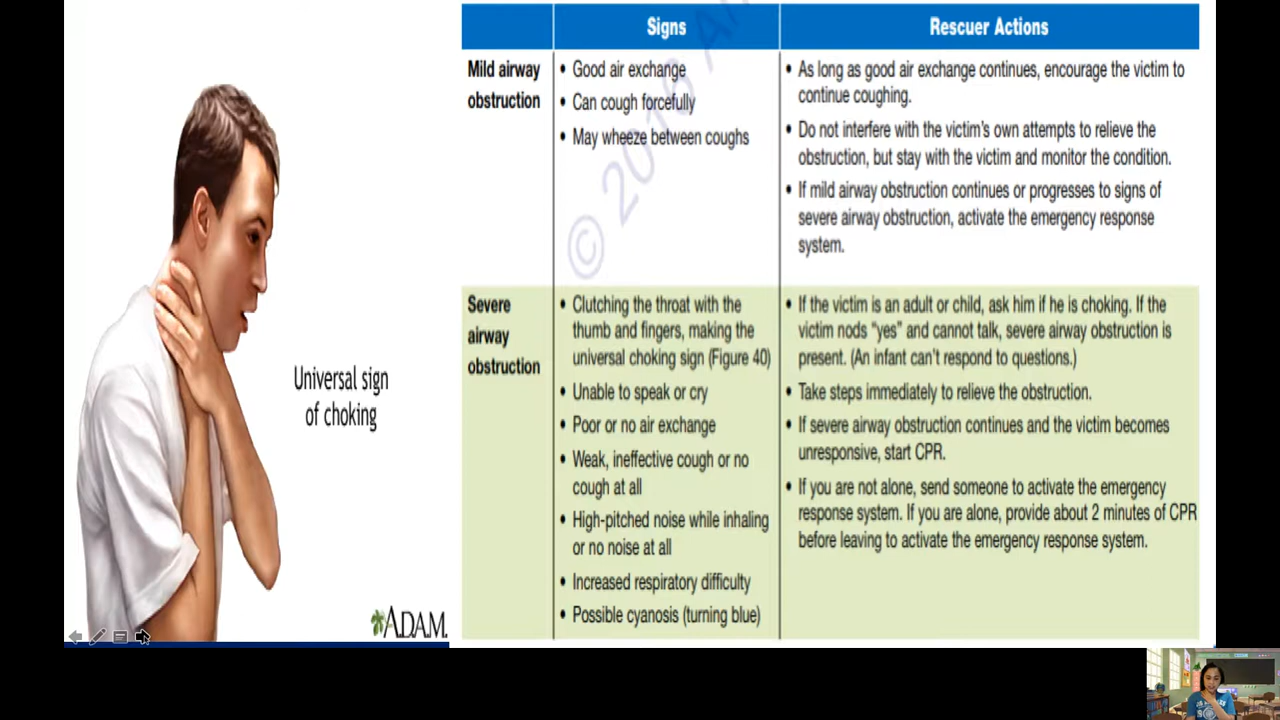 Universal sign
of choking
A.D.A.M.
Signs
Rescuer Actions
Mild airway
obstruction
• Good air exchange
• Can cough forcefully
• May wheeze between coughs
• As long as good air exchange continues, encourage the victim to
continue coughing.
• Do not interfere with the victim's own attempts to relieve the
obstruction, but stay with the victim and monitor the condition.
• If mild airway obstruction continues or progresses to signs of
severe airway obstruction, activate the emergency response
system.
Severe
airway
obstruction
• Clutching the throat with the
thumb and fingers, making the
universal choking sign (Figure 40)
• Unable to speak or cry
• Poor or no air exchange
• Weak, ineffective cough or no
cough at all
• High-pitched noise while inhaling
or no noise at all
• Increased respiratory difficulty
• Possible cyanosis (turning blue)
• If the victim is an adult or child, ask him if he is choking. If the
victim nods "yes" and cannot talk, severe airway obstruction is
present. (An infant can't respond to questions.)
• Take steps immediately to relieve the obstruction.
• If severe airway obstruction continues and the victim becomes
unresponsive, start CPR.
• If you are not alone, send someone to activate the emergency
response system. If you are alone, provide about 2 minutes of CPR
before leaving to activate the emergency response system.
© 2016